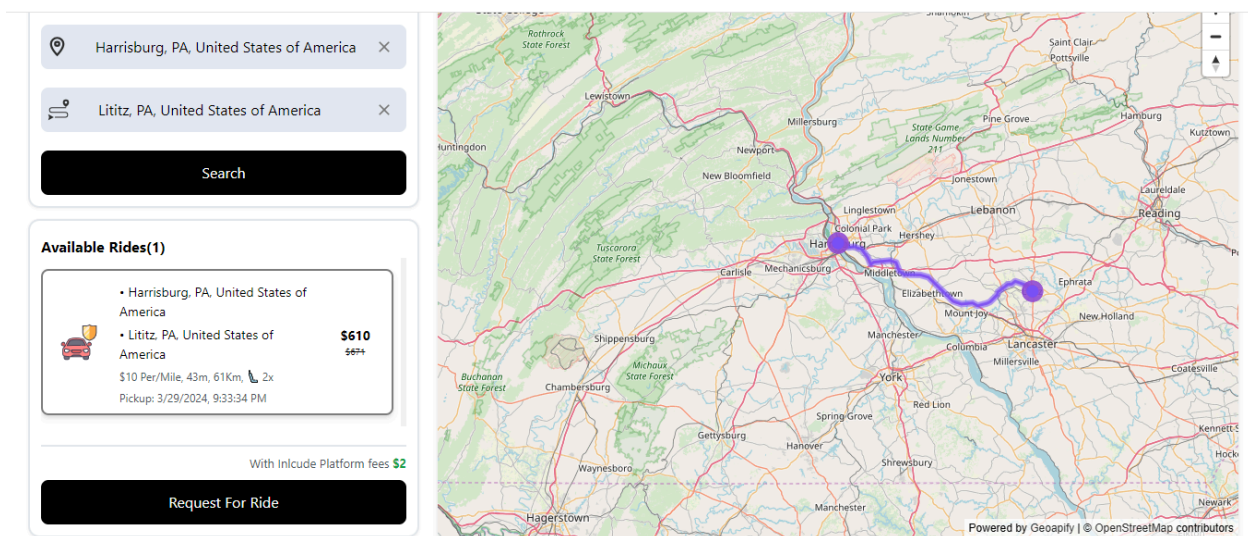 Harrisburg, PA, United States of America
Lititz, PA, United States of America
Search
Available Rides(1)
• Harrisburg, PA, United States of
America
• Lititz, PA, United States of
America
$610
$671
$10 Per/Mile, 43m, 61Km, 2x
Pickup: 3/29/2024, 9:33:34 PM
With Inlcude Platform fees $2
Request For Ride
Rothrock
State Forest
Saint Clair
Pottsville
Lewistown
Millersburg
State Game
Lands Number
211
Pine Grove
Hamburg
Kutztown
Huntingdon
Newport
New Bloomfield
Jonestown
Laureldale
Reading
Linglestown
Lebanon
Colonial Park
Hershey
Tuscarora
State Forest
Carlisle
Mechanicsburg
Elizabethtown
Ephrata
Mount Joy
New Holland
Shippensburg
Manchester
Columbia
Lancaster
Millersville
Coatesville
Michaux
State Forest
Buchanan
State Forest
Chambersburg
York
Red Lion
Spring Grove
Gettysburg
Hanover
Waynesboro
Shrewsbury
Manchester
Newark
Hagerstown
Powered by Geoapify | © OpenStreetMap contributors